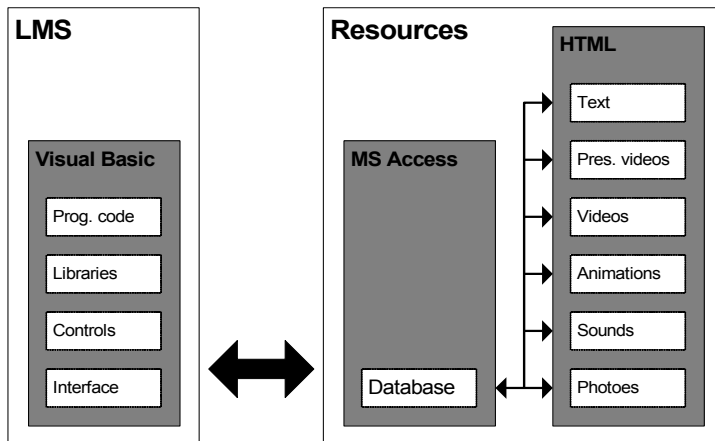 LMS
Visual Basic
Prog. code
Libraries
Controls
Interface
Resources
MS Access
Database
HTML
Text
Pres. videos
Videos
Animations
Sounds
Photoes